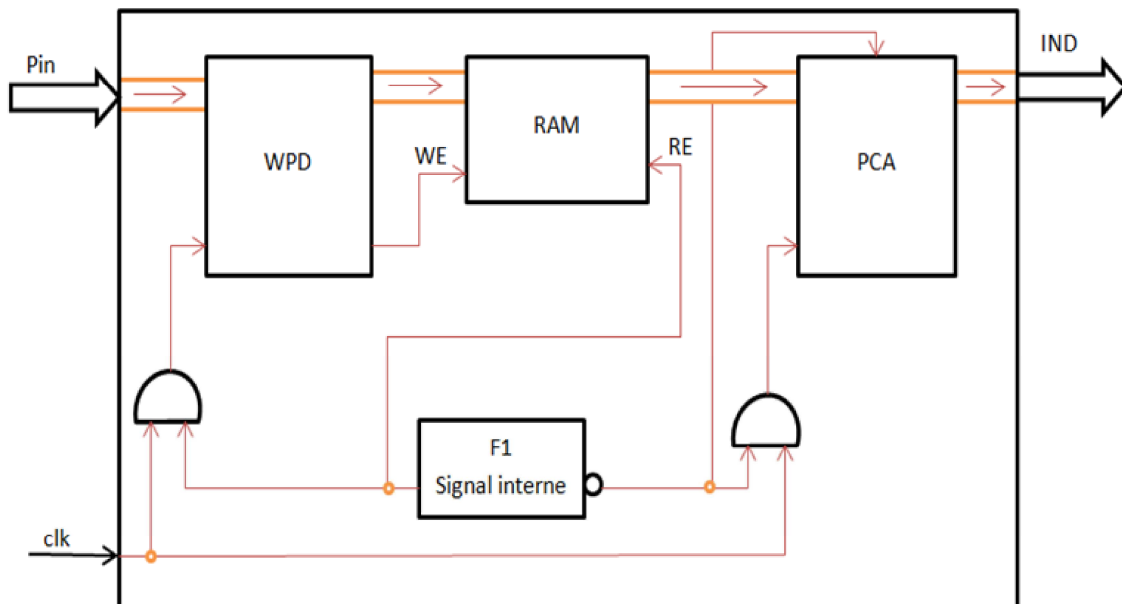 Pin
IND
WPD
WE
RAM
RE
PCA
F1
Signal interne
clk